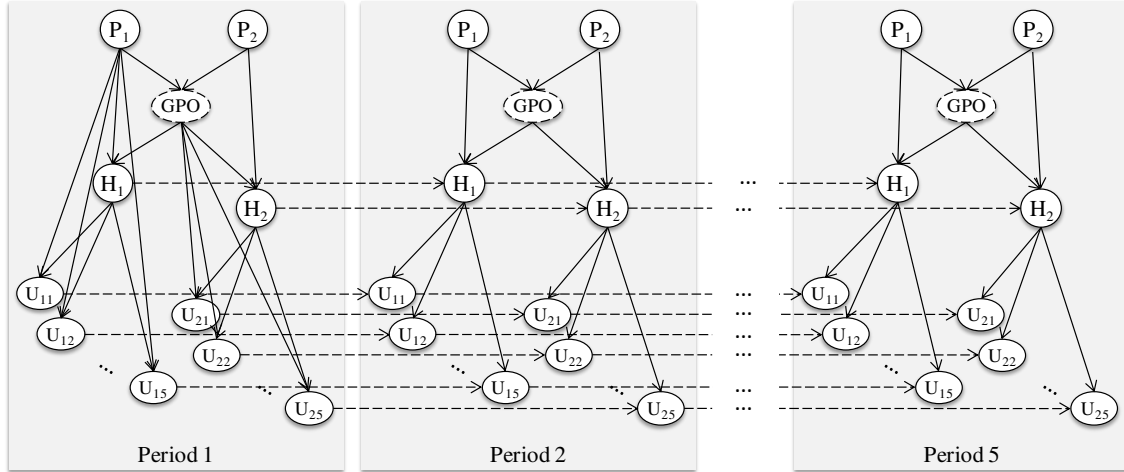 P1 P2 P1 P2 P1 P2
GPO GPO GPO
H1 H1 ... H1
H2 H2 ... H2
U11 U11 ... U11
U21 U21 ... U21
U12 U12 ... U12
U22 U22 ... U22
... ... ...
U15 ... U15 ... ... U15 ...
U25 U25 ... U25
Period 1 Period 2 Period 5